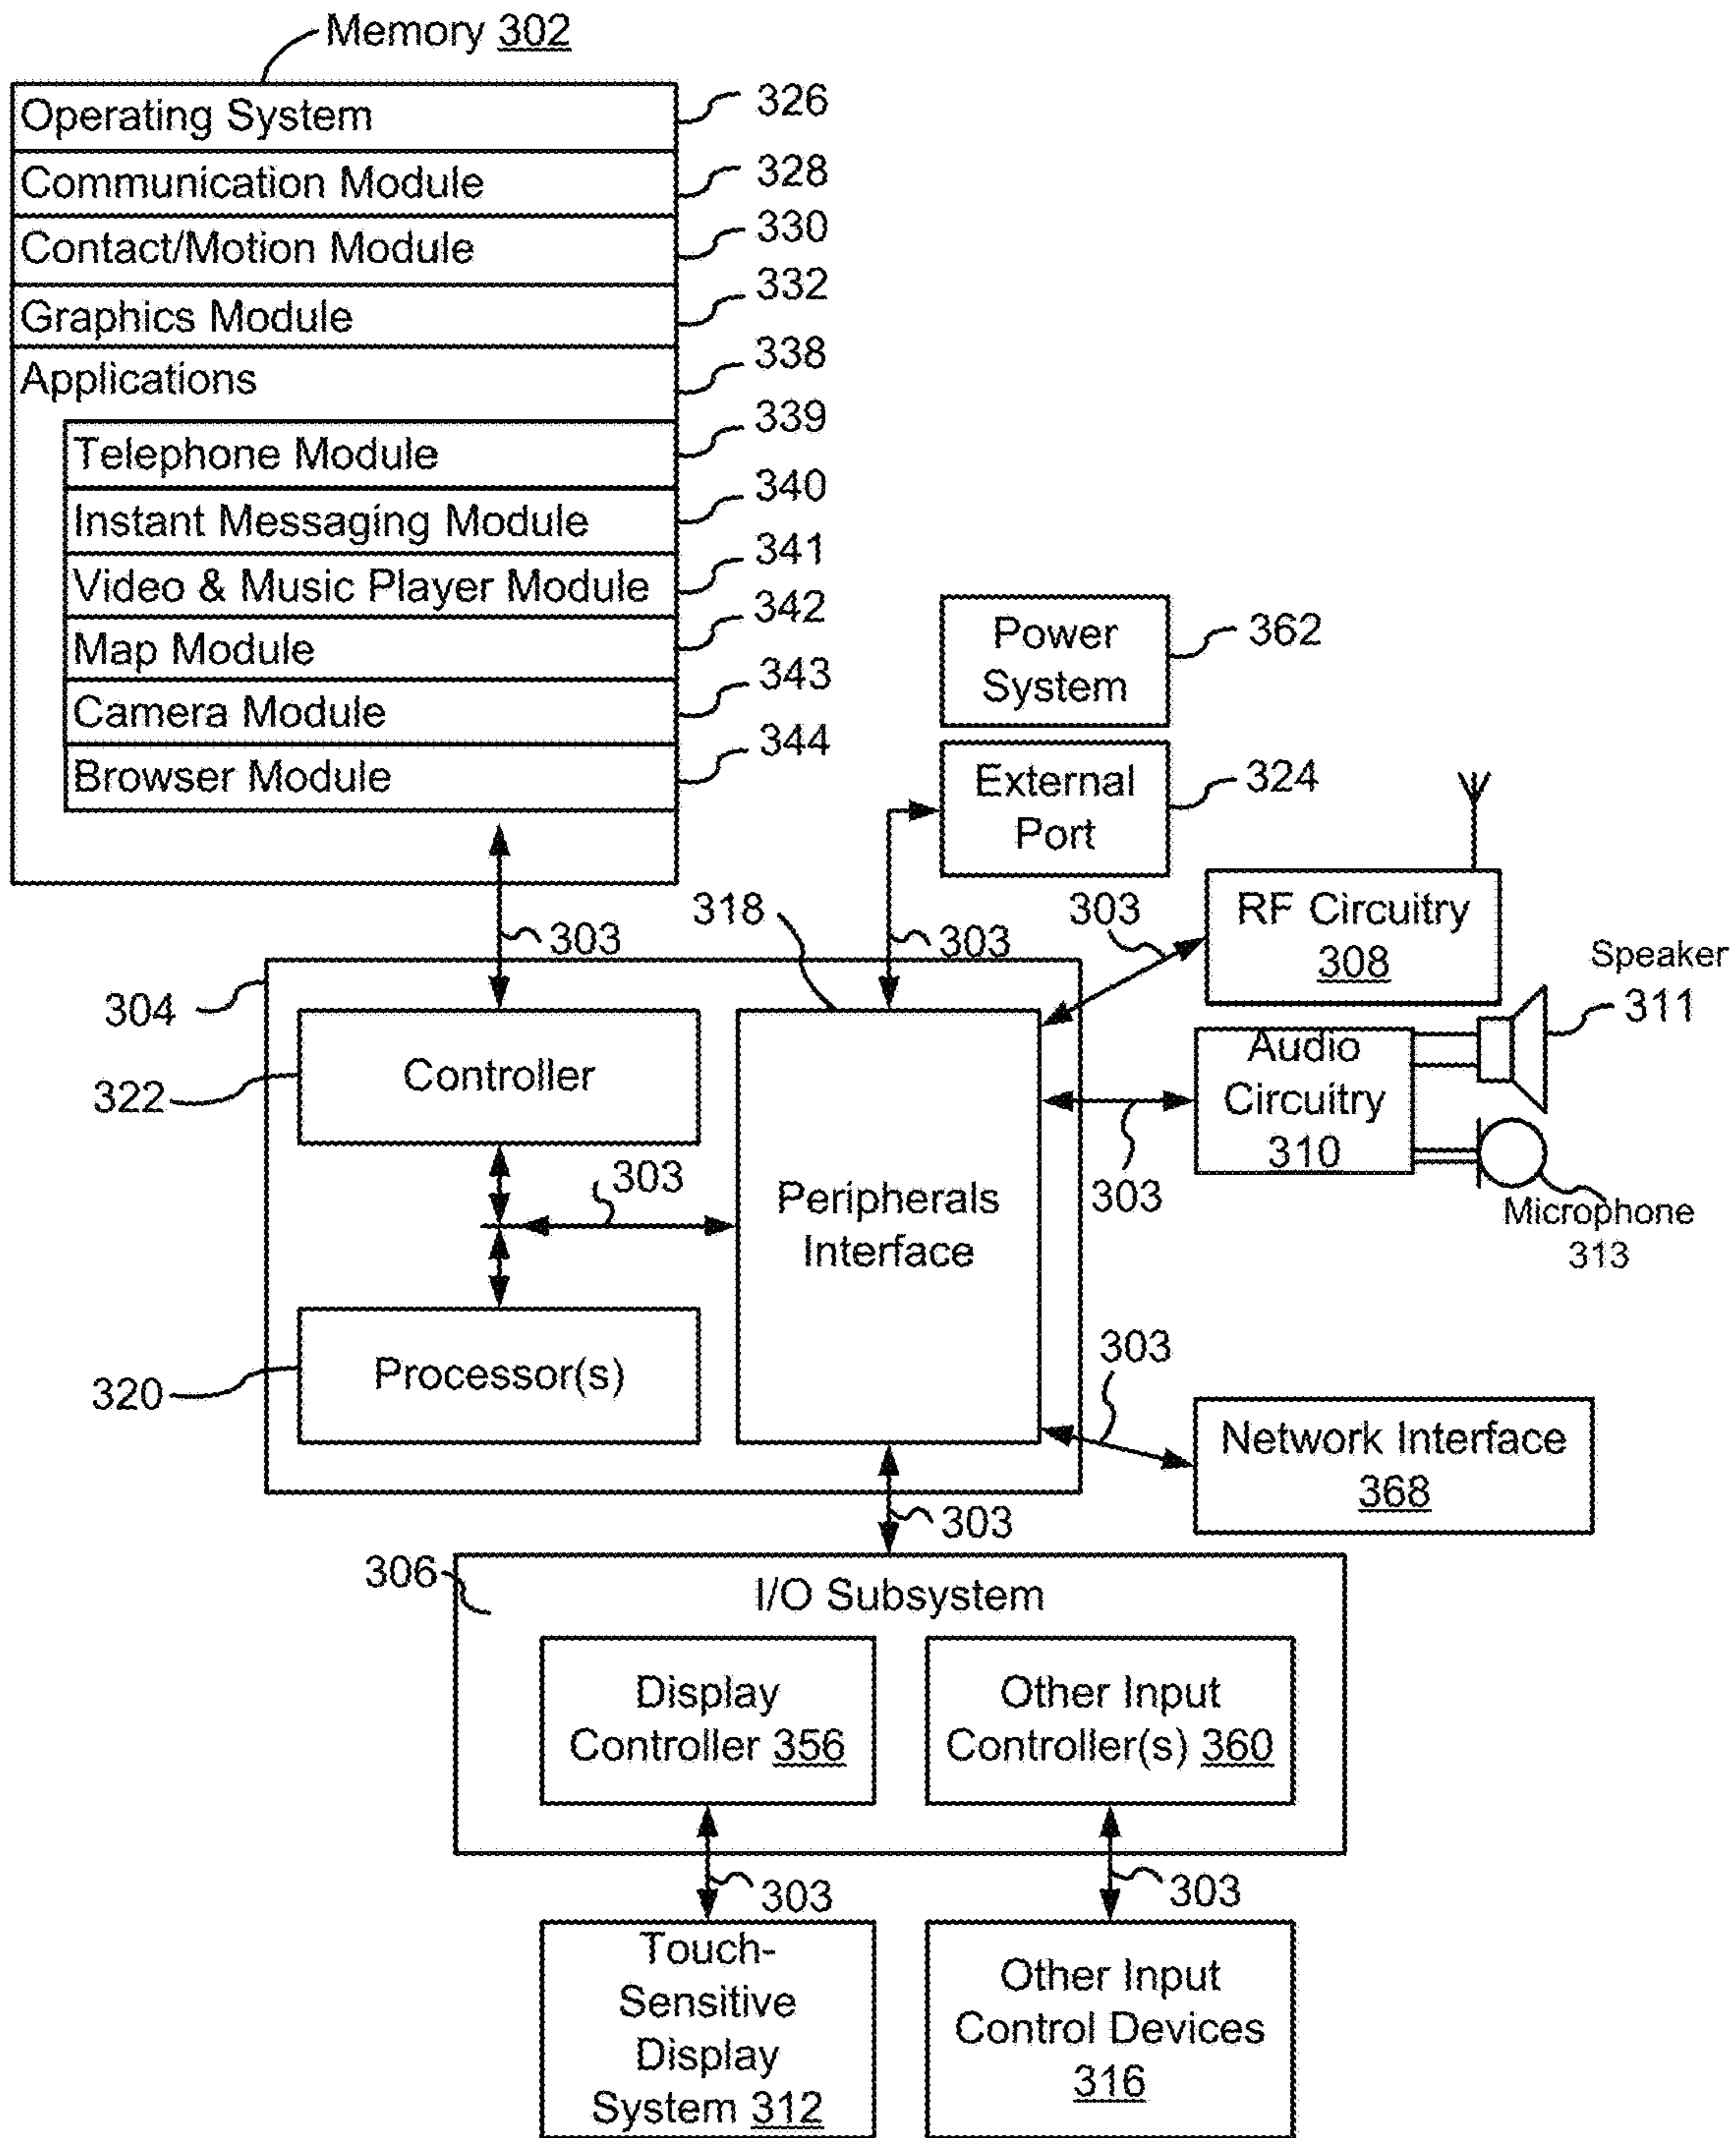 Memory 302
Operating System
326
Communication Module
328
Contact/Motion Module
330
Graphics Module
332
Applications
338
Telephone Module
339
Instant Messaging Module
340
Video & Music Player Module
341
Map Module
342
Camera Module
343
Browser Module
344
Power
System
362
External
Port
324
303
318
303
303
RF Circuitry
308
Speaker
311
304
Controller
322
Audio
Circuitry
310
303
Microphone
313
303
Peripherals
Interface
Processor(s)
320
303
Network Interface
368
303
306
I/O Subsystem
Display
Controller 356
Other Input
Controller(s) 360
303
303
Touch-
Sensitive
Display
System 312
Other Input
Control Devices
316